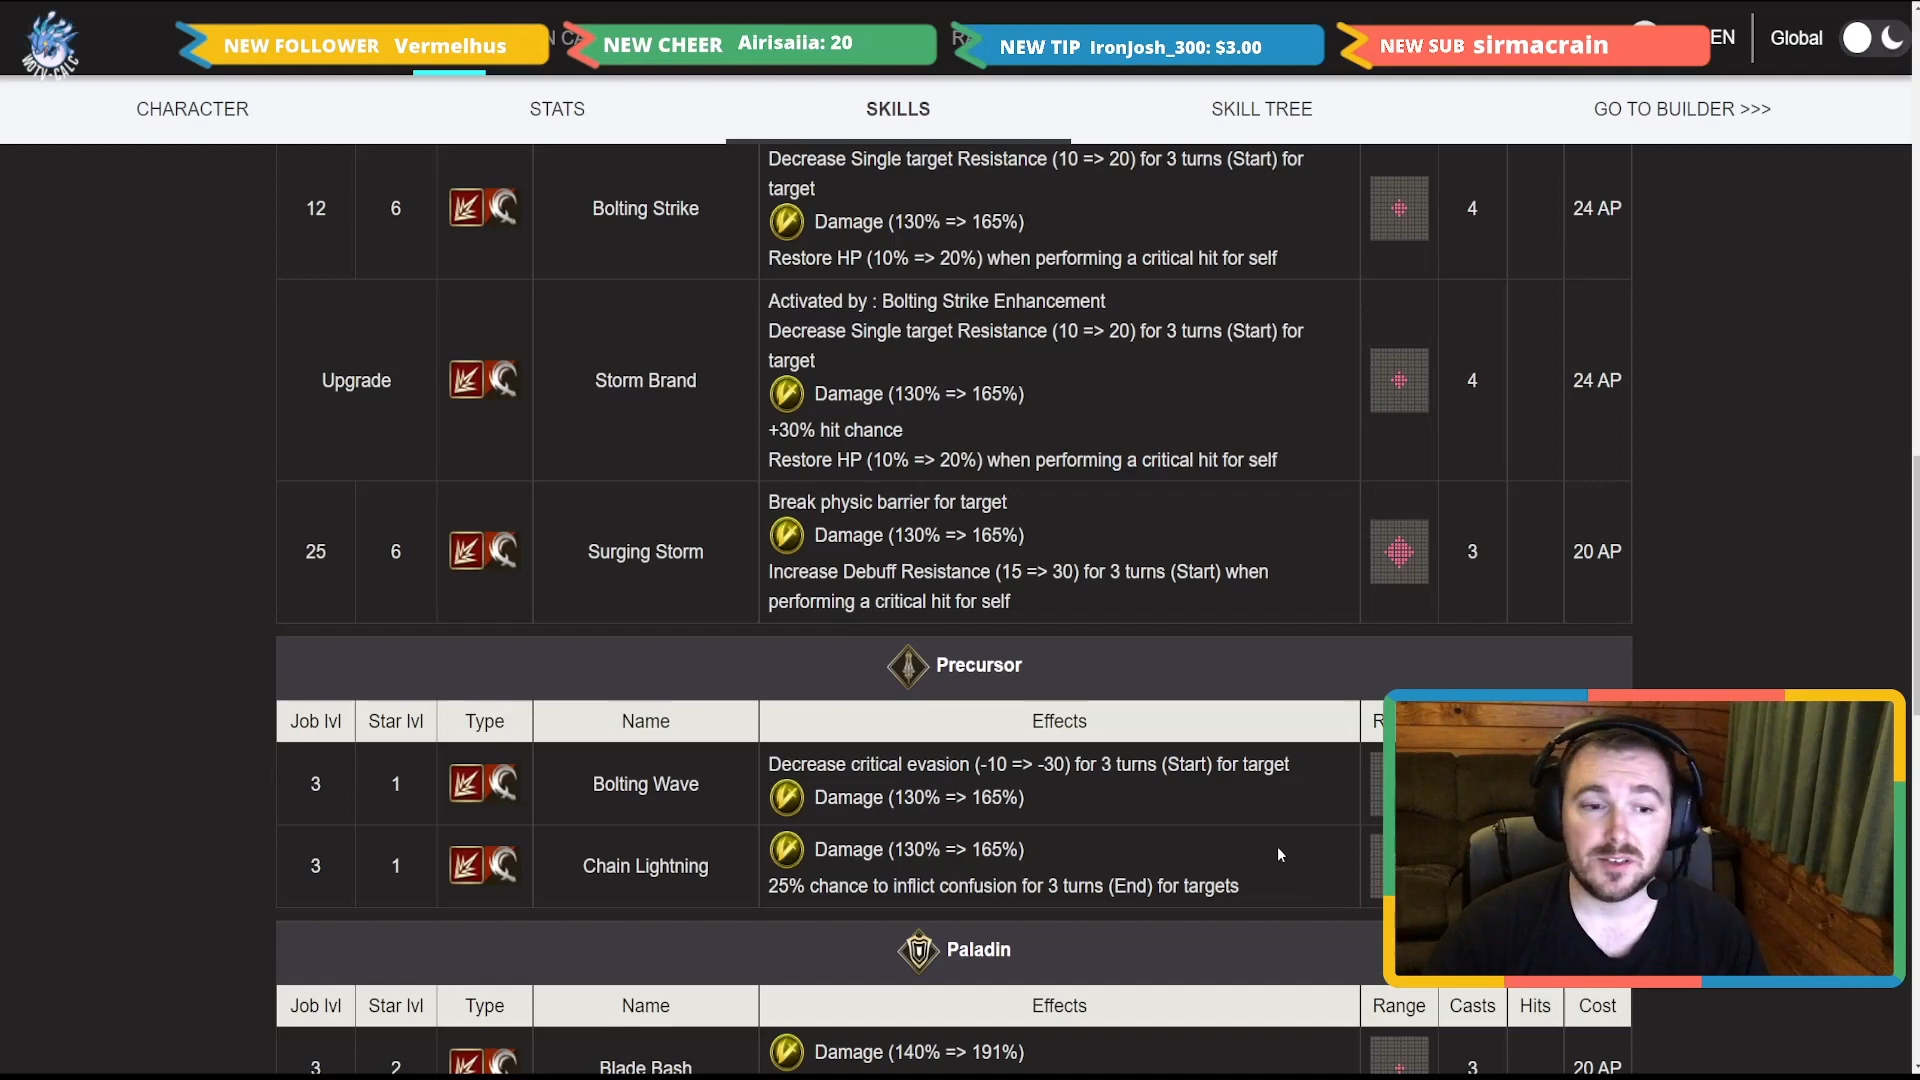 NEW FOLLOWER Vermelhus
NEW CHEER Airisaiia: 20
NEW TIP IronJosh_300: $3.00
NEW SUB sirmacrain
EN
Global
WOTV-CALC
CHARACTER
STATS
SKILLS
SKILL TREE
GO TO BUILDER >>>
12
6
Bolting Strike
Decrease Single target Resistance (10 => 20) for 3 turns (Start) for
target
Damage (130% => 165%)
Restore HP (10% => 20%) when performing a critical hit for self
4
24 AP
Upgrade
Storm Brand
Activated by : Bolting Strike Enhancement
Decrease Single target Resistance (10 => 20) for 3 turns (Start) for
target
Damage (130% => 165%)
+30% hit chance
Restore HP (10% => 20%) when performing a critical hit for self
4
24 AP
25
6
Surging Storm
Break physic barrier for target
Damage (130% => 165%)
Increase Debuff Resistance (15 => 30) for 3 turns (Start) when
performing a critical hit for self
3
20 AP
Precursor
Job lvl
Star lvl
Type
Name
Effects
3
1
Bolting Wave
Decrease critical evasion (-10 => -30) for 3 turns (Start) for target
Damage (130% => 165%)
3
1
Chain Lightning
Damage (130% => 165%)
25% chance to inflict confusion for 3 turns (End) for targets
Paladin
Job lvl
Star lvl
Type
Name
Effects
Range
Casts
Hits
Cost
3
2
Blade Bash
Damage (140% => 191%)
3
20 AP